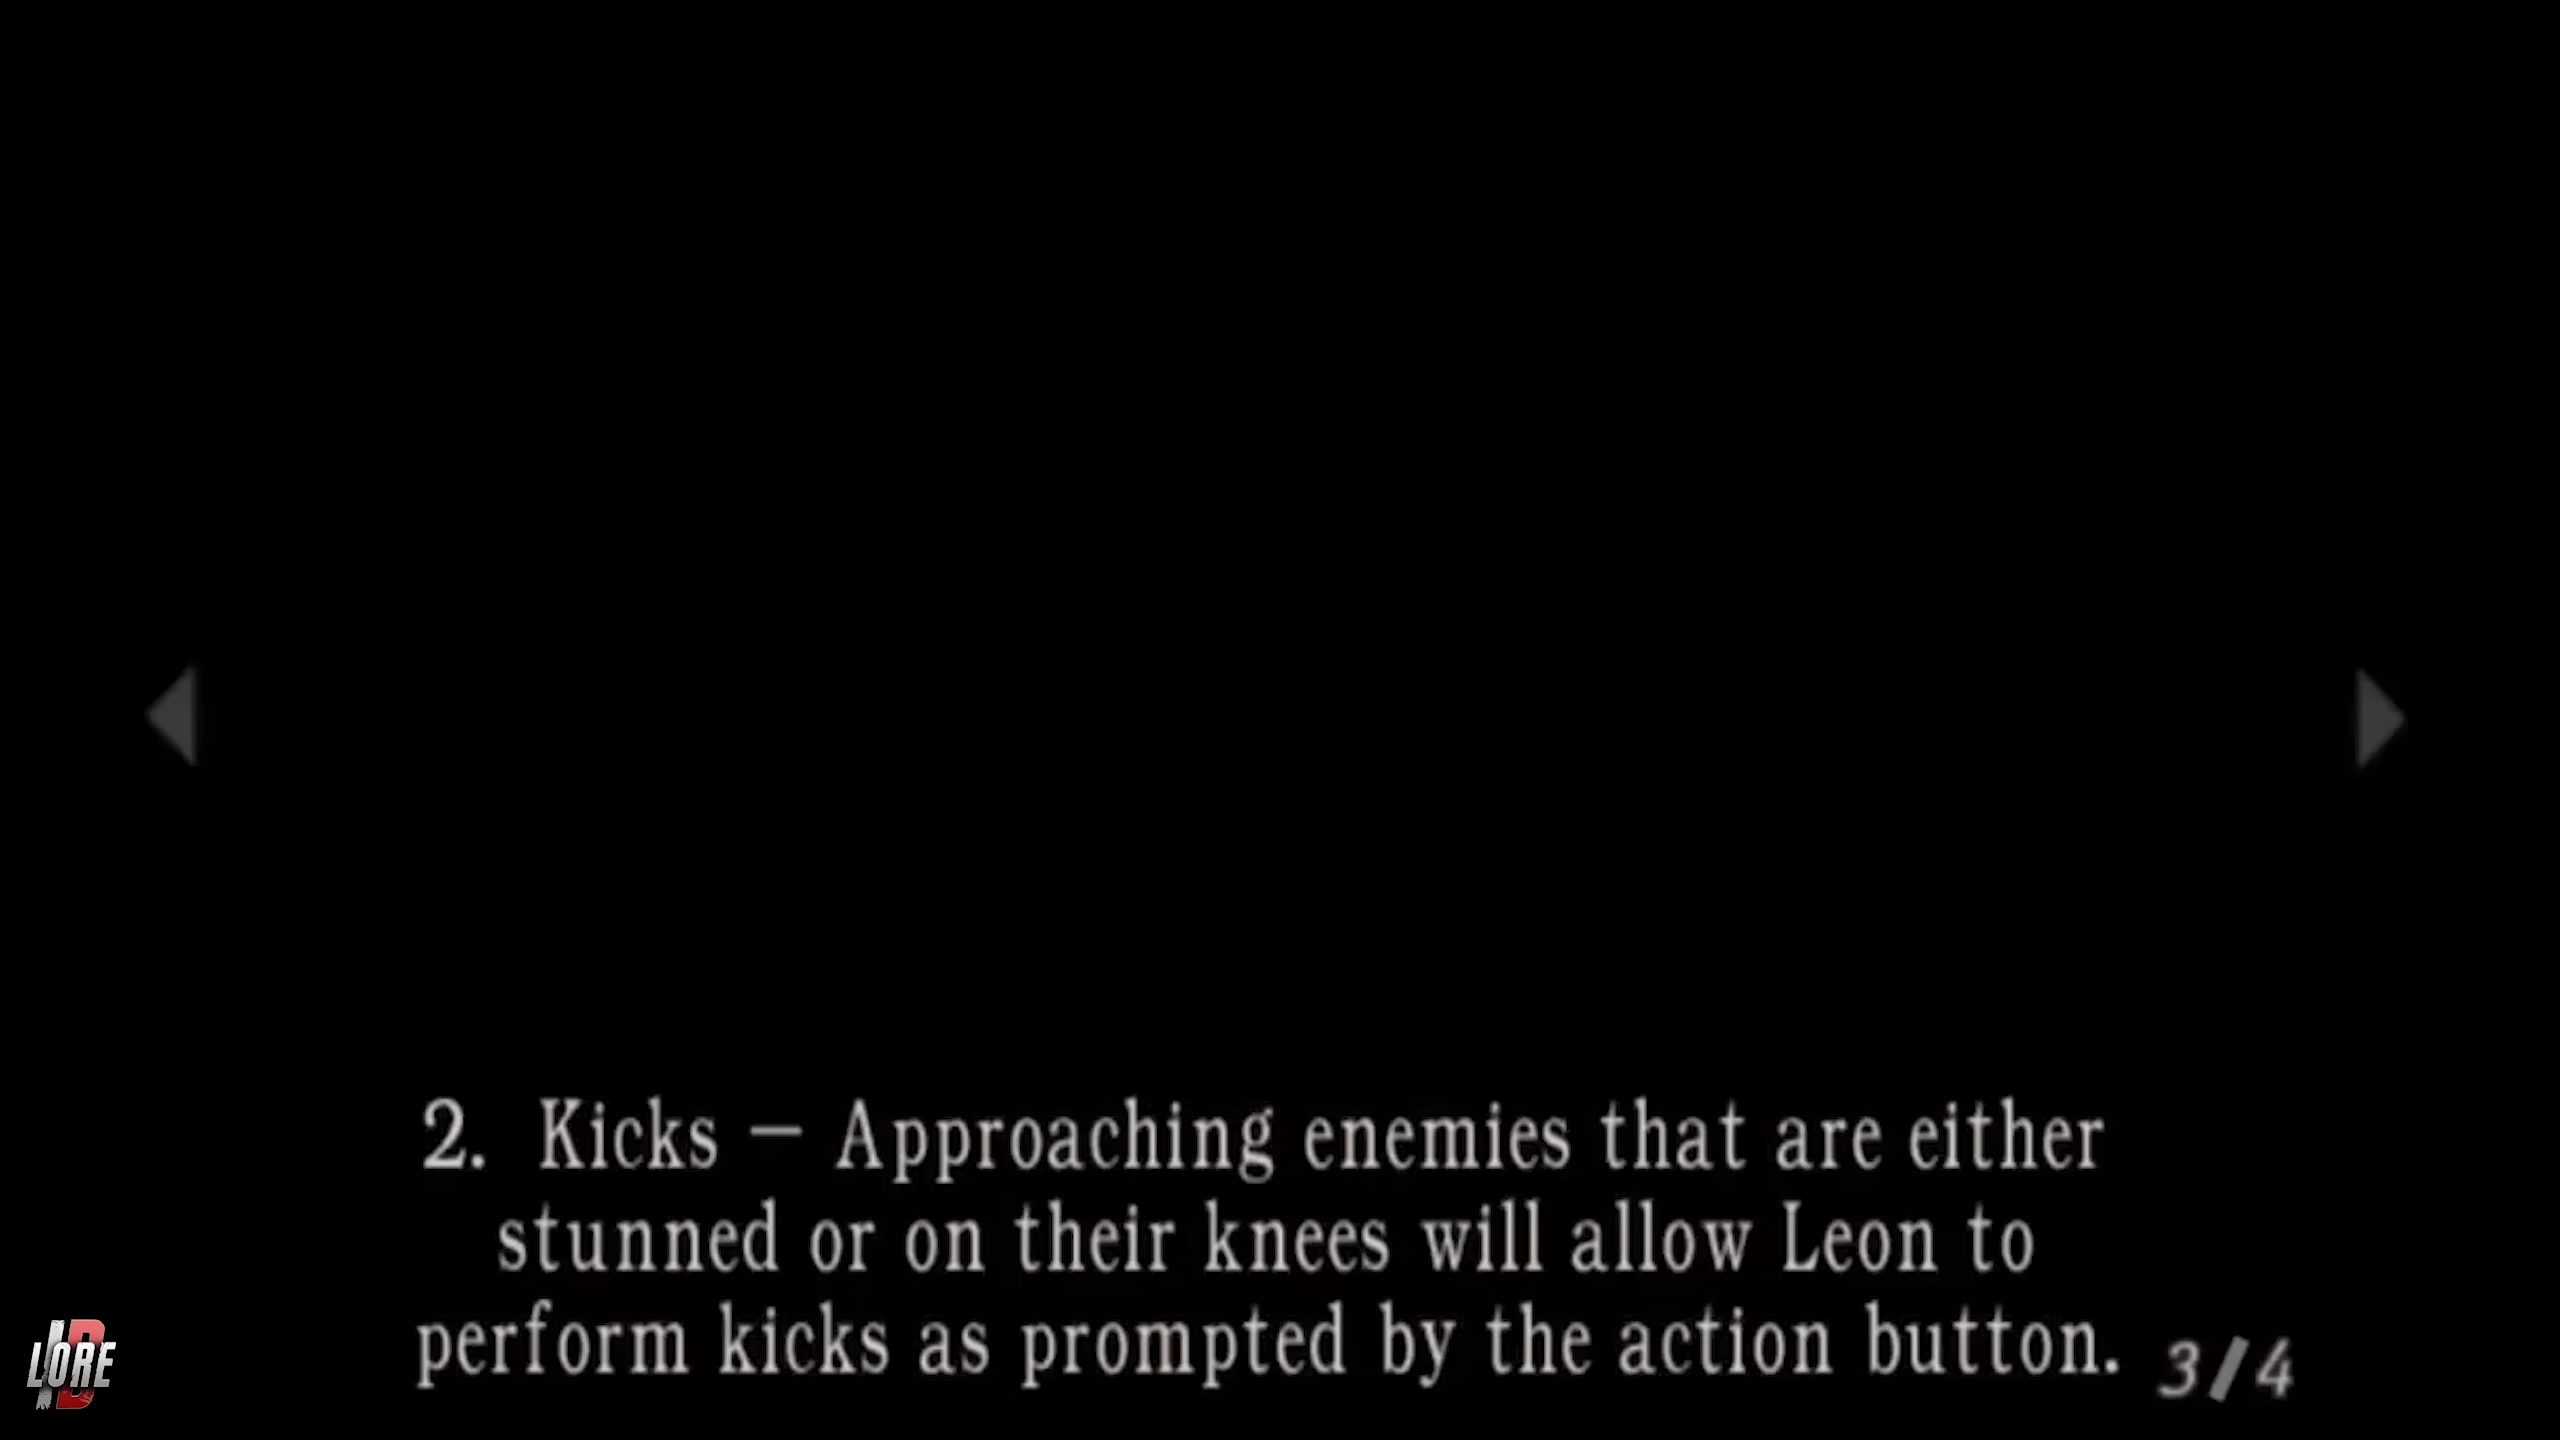 2. Kicks — Approaching enemies that are either
stunned or on their knees will allow Leon to
perform kicks as prompted by the action button.
3/4
LORE